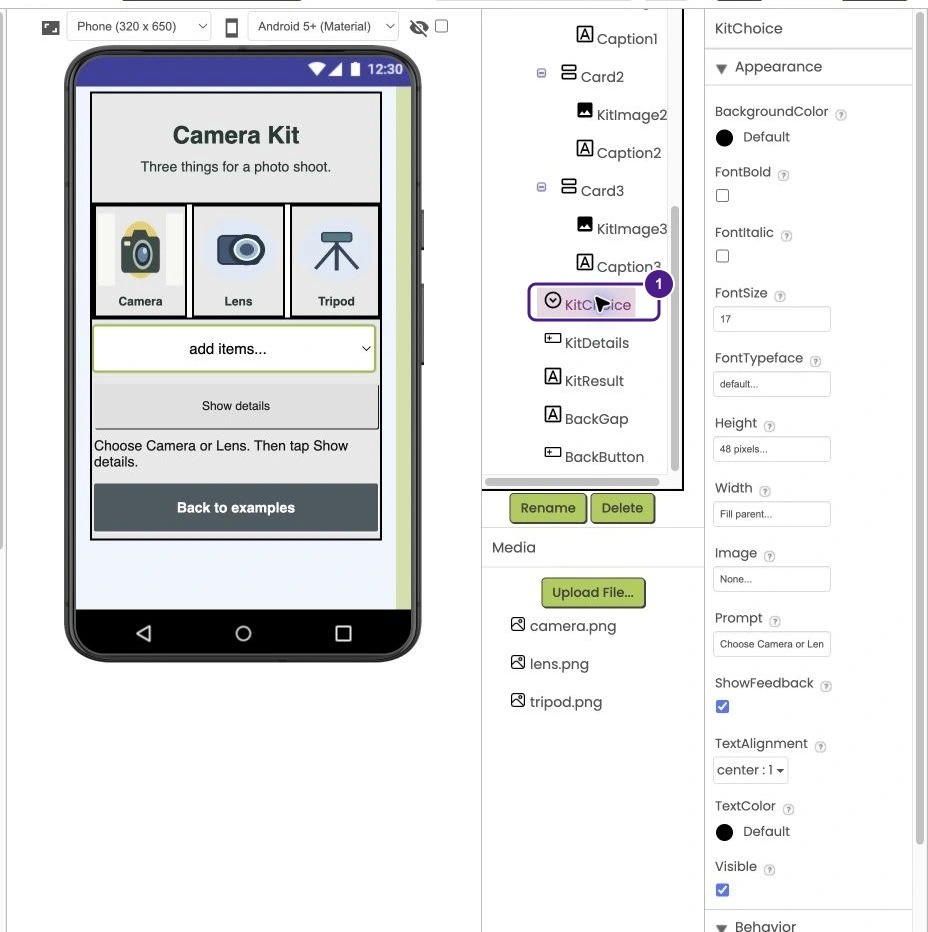 Phone (320 x 650)
Android 5+ (Material)
12:30
Camera Kit
Three things for a photo shoot.
Camera
Lens
Tripod
add items...
Show details
Choose Camera or Lens. Then tap Show
details.
Back to examples
Caption1
Card2
KitImage2
Caption2
Card3
KitImage3
Caption3
1
KitChoice
KitDetails
KitResult
BackGap
BackButton
Rename
Delete
Media
Upload File...
camera.png
lens.png
tripod.png
KitChoice
Appearance
BackgroundColor ?
Default
FontBold ?
FontItalic ?
FontSize ?
17
FontTypeface ?
default...
Height ?
48 pixels...
Width ?
Fill parent...
Image ?
None...
Prompt ?
Choose Camera or Len
ShowFeedback ?
TextAlignment ?
center : 1
TextColor ?
Default
Visible ?
Behavior